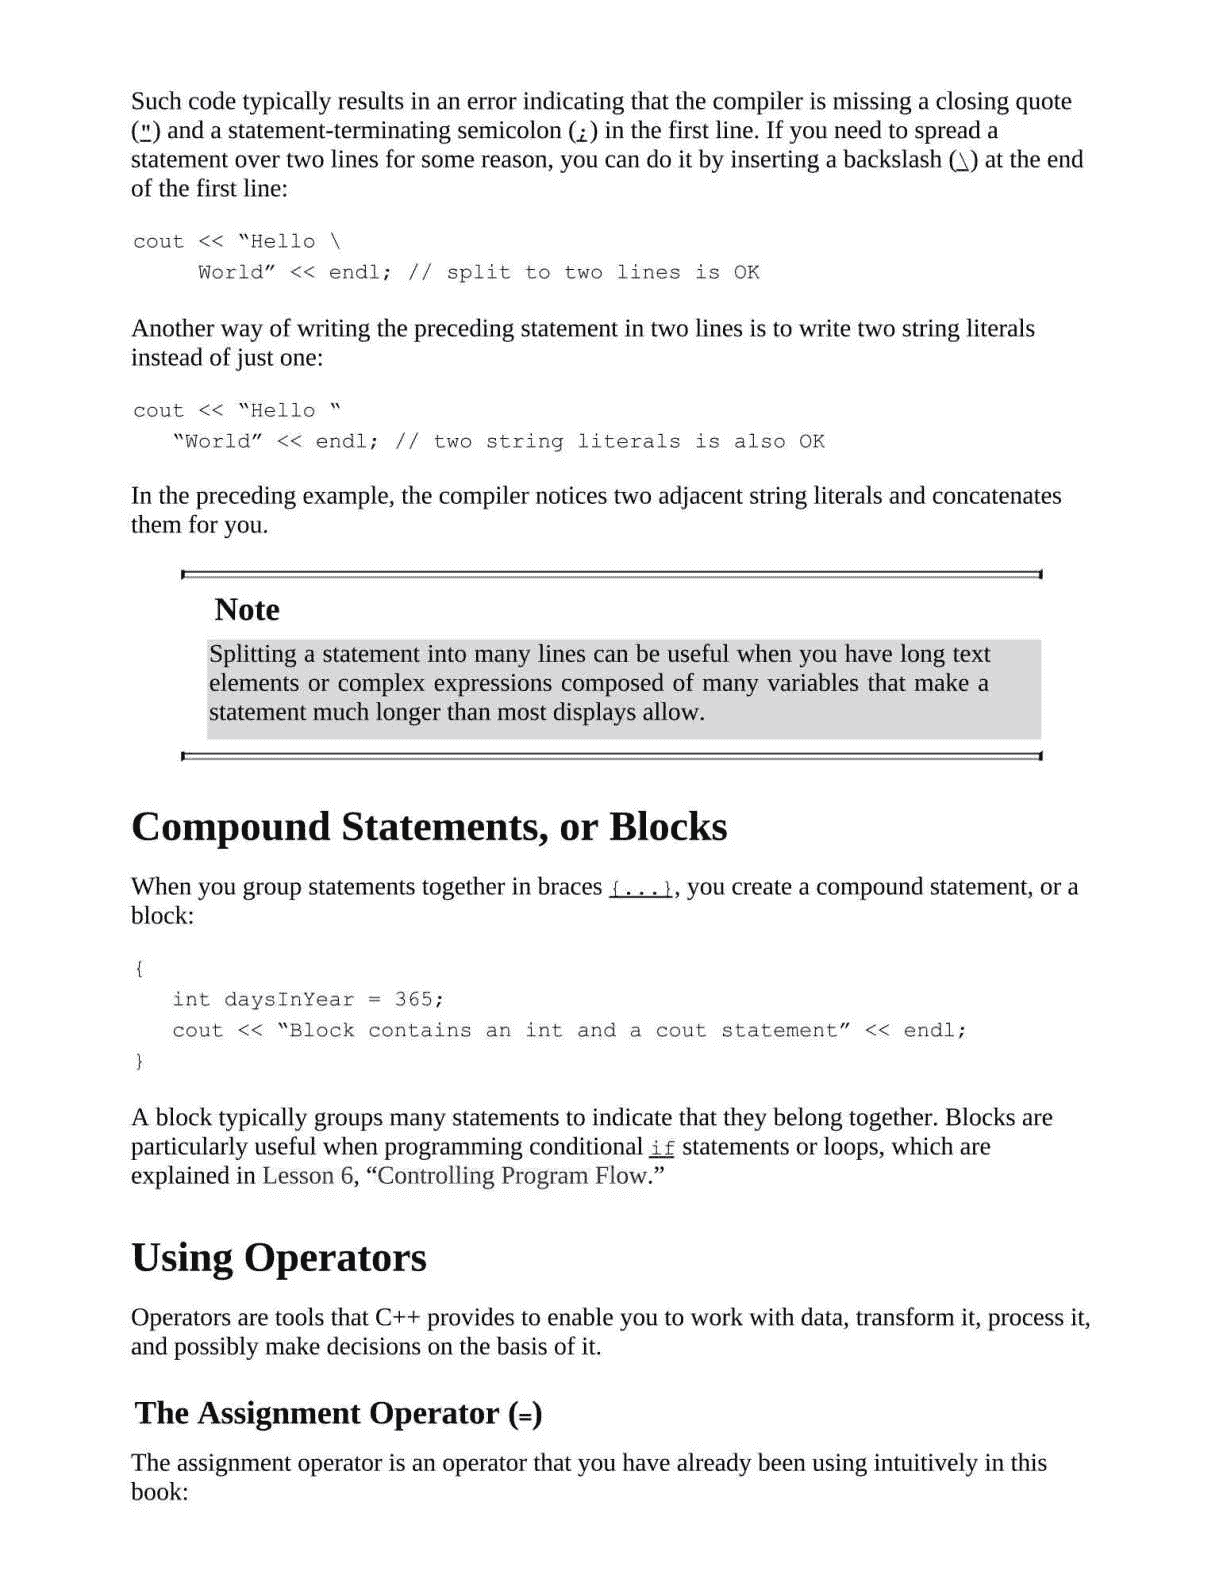 Such code typically results in an error indicating that the compiler is missing a closing quote
(") and a statement-terminating semicolon (;) in the first line. If you need to spread a
statement over two lines for some reason, you can do it by inserting a backslash (\) at the end
of the first line:
cout << “Hello \
World” << endl; // split to two lines is OK
Another way of writing the preceding statement in two lines is to write two string literals
instead of just one:
cout << “Hello “
“World” << endl; // two string literals is also OK
In the preceding example, the compiler notices two adjacent string literals and concatenates
them for you.
Note
Splitting a statement into many lines can be useful when you have long text
elements or complex expressions composed of many variables that make a
statement much longer than most displays allow.
Compound Statements, or Blocks
When you group statements together in braces {...}, you create a compound statement, or a
block:
{
int daysInYear = 365;
cout << “Block contains an int and a cout statement” << endl;
}
A block typically groups many statements to indicate that they belong together. Blocks are
particularly useful when programming conditional if statements or loops, which are
explained in Lesson 6, “Controlling Program Flow.”
Using Operators
Operators are tools that C++ provides to enable you to work with data, transform it, process it,
and possibly make decisions on the basis of it.
The Assignment Operator (=)
The assignment operator is an operator that you have already been using intuitively in this
book: